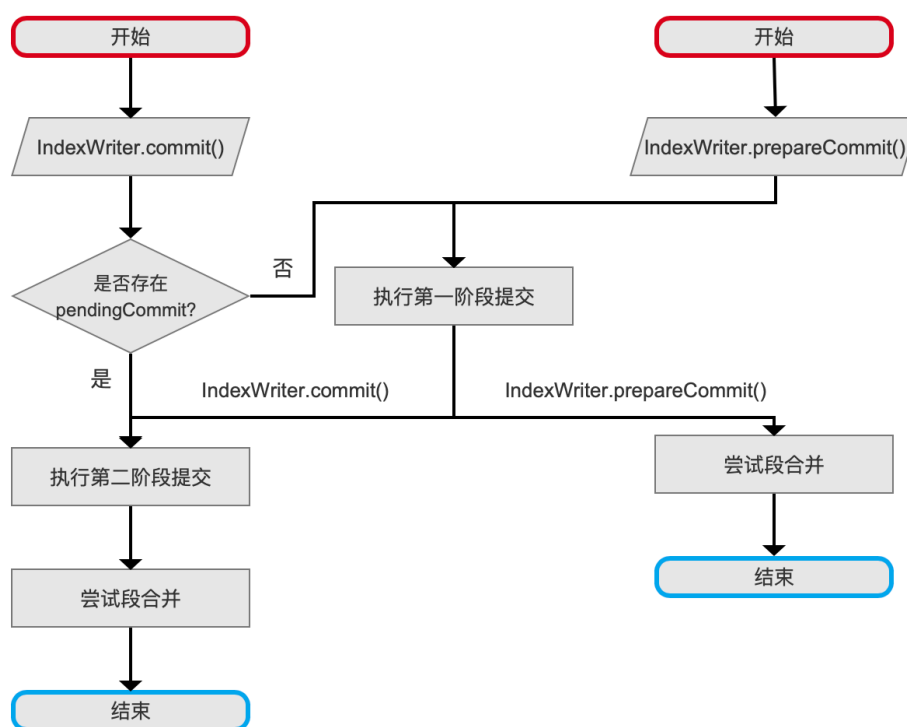 开始
开始
IndexWriter.commit()
IndexWriter.prepareCommit()
是否存在
pendingCommit?
否
执行第一阶段提交
是
IndexWriter.commit()
IndexWriter.prepareCommit()
执行第二阶段提交
尝试段合并
结束
尝试段合并
结束